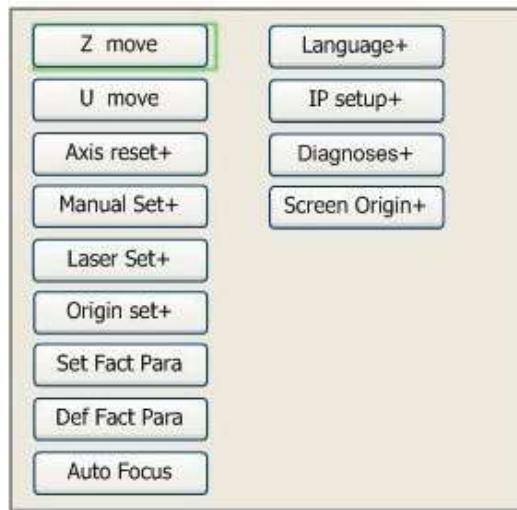 Z move
U move
Axis reset+
Manual Set+
Laser Set+
Origin set+
Set Fact Para
Def Fact Para
Auto Focus
Language+
IP setup+
Diagnoses+
Screen Origin+